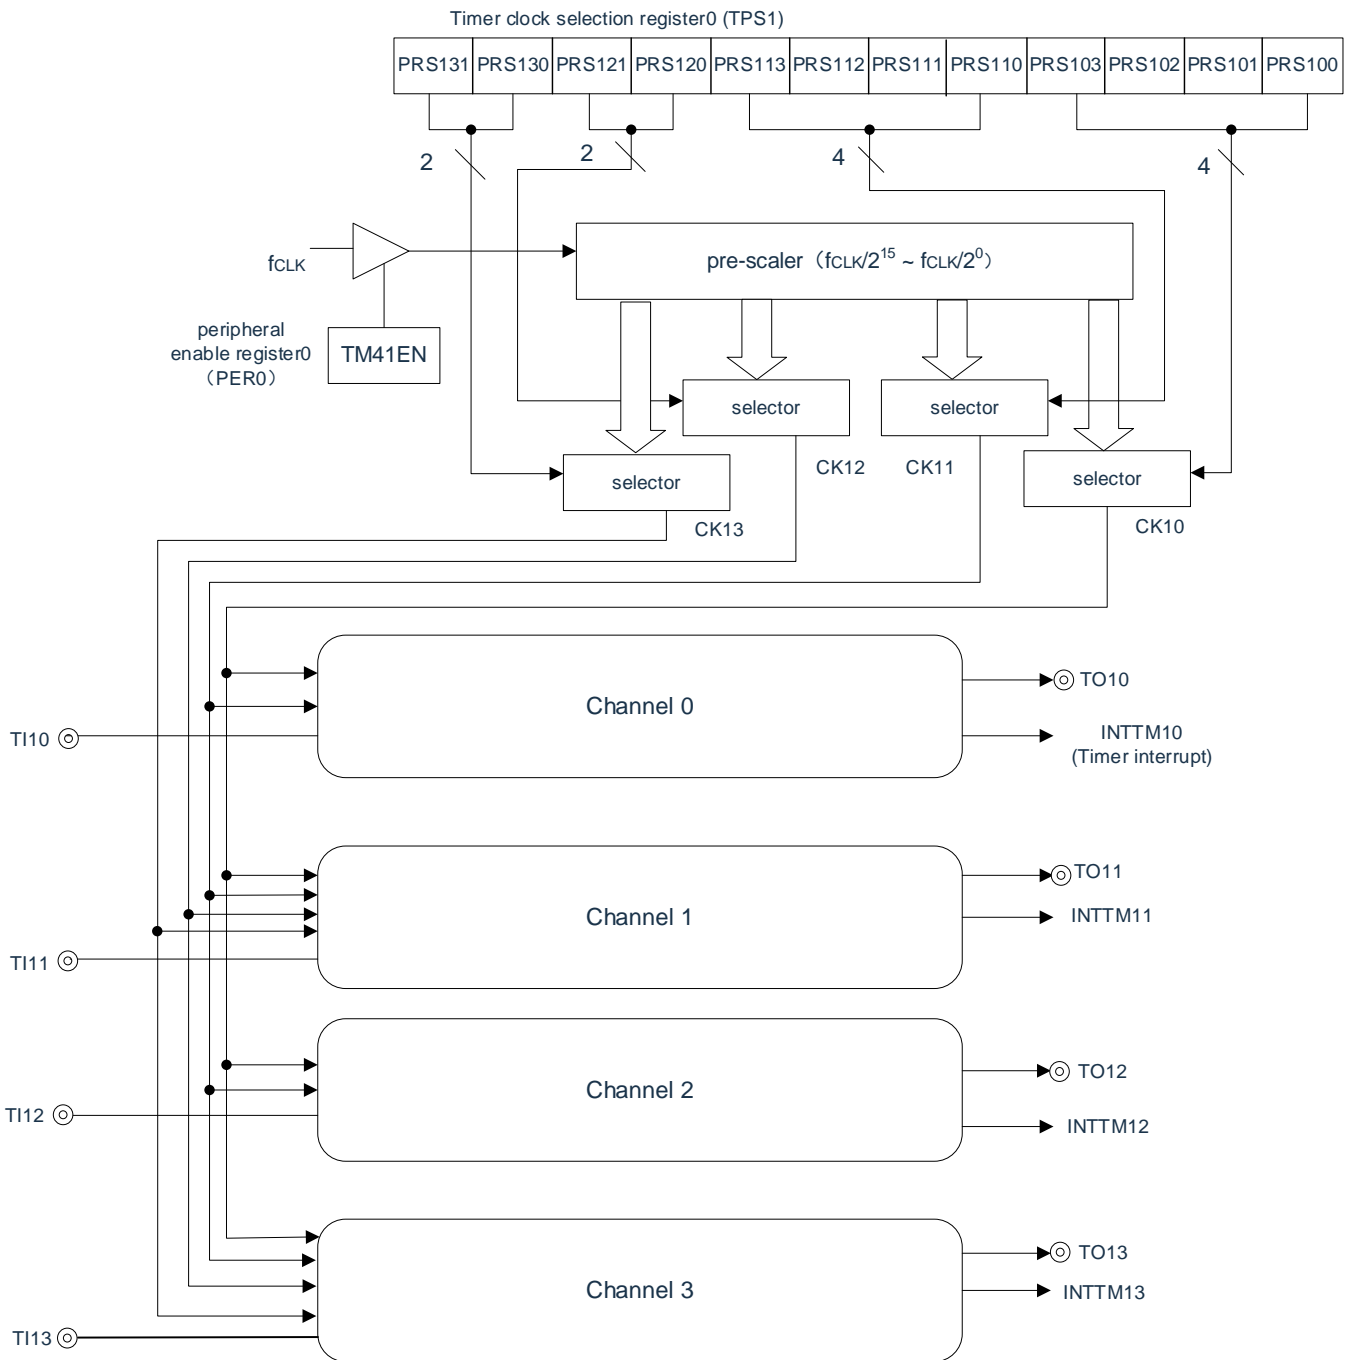 Timer clock selection register0 (TPS1)
PRS131 PRS130 PRS121 PRS120 PRS113 PRS112 PRS111 PRS110 PRS103 PRS102 PRS101 PRS100
2
2
4
4
fCLK
pre-scaler（fCLK/2^15 ~ fCLK/2^0）
peripheral
enable register0
（PER0）
TM41EN
selector
selector
CK12
CK11
selector
selector
CK13
CK10
Channel 0
TO10
TI10
INTTM10
(Timer interrupt)
Channel 1
TO11
INTTM11
TI11
Channel 2
TO12
TI12
INTTM12
Channel 3
TO13
INTTM13
TI13